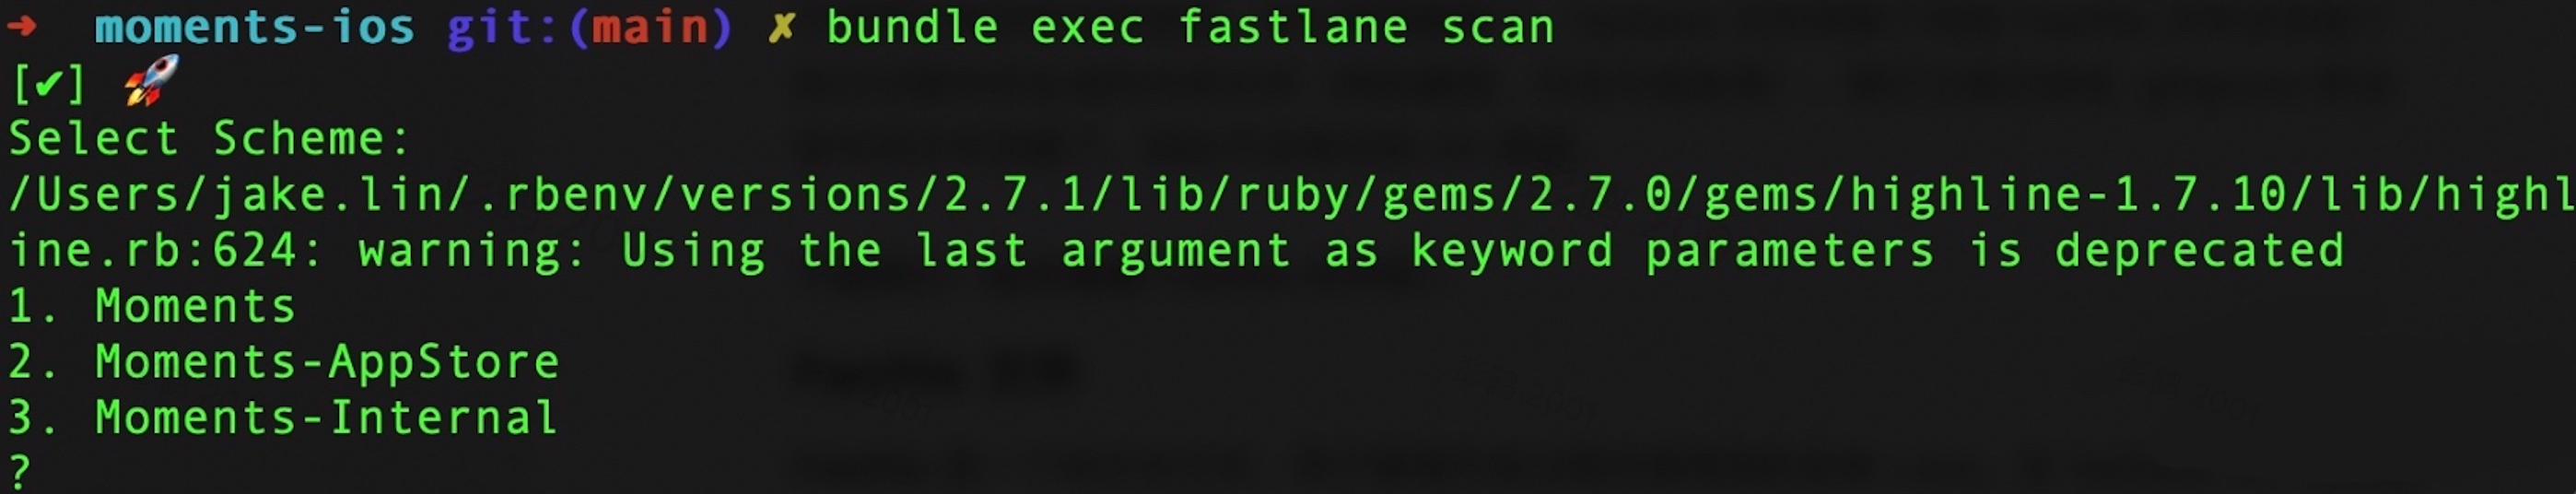 ➜ moments-ios git:(main) ✗ bundle exec fastlane scan
[✔] 🚀
Select Scheme:
/Users/jake.lin/.rbenv/versions/2.7.1/lib/ruby/gems/2.7.0/gems/highline-1.7.10/lib/highl
ine.rb:624: warning: Using the last argument as keyword parameters is deprecated
1. Moments
2. Moments-AppStore
3. Moments-Internal
?